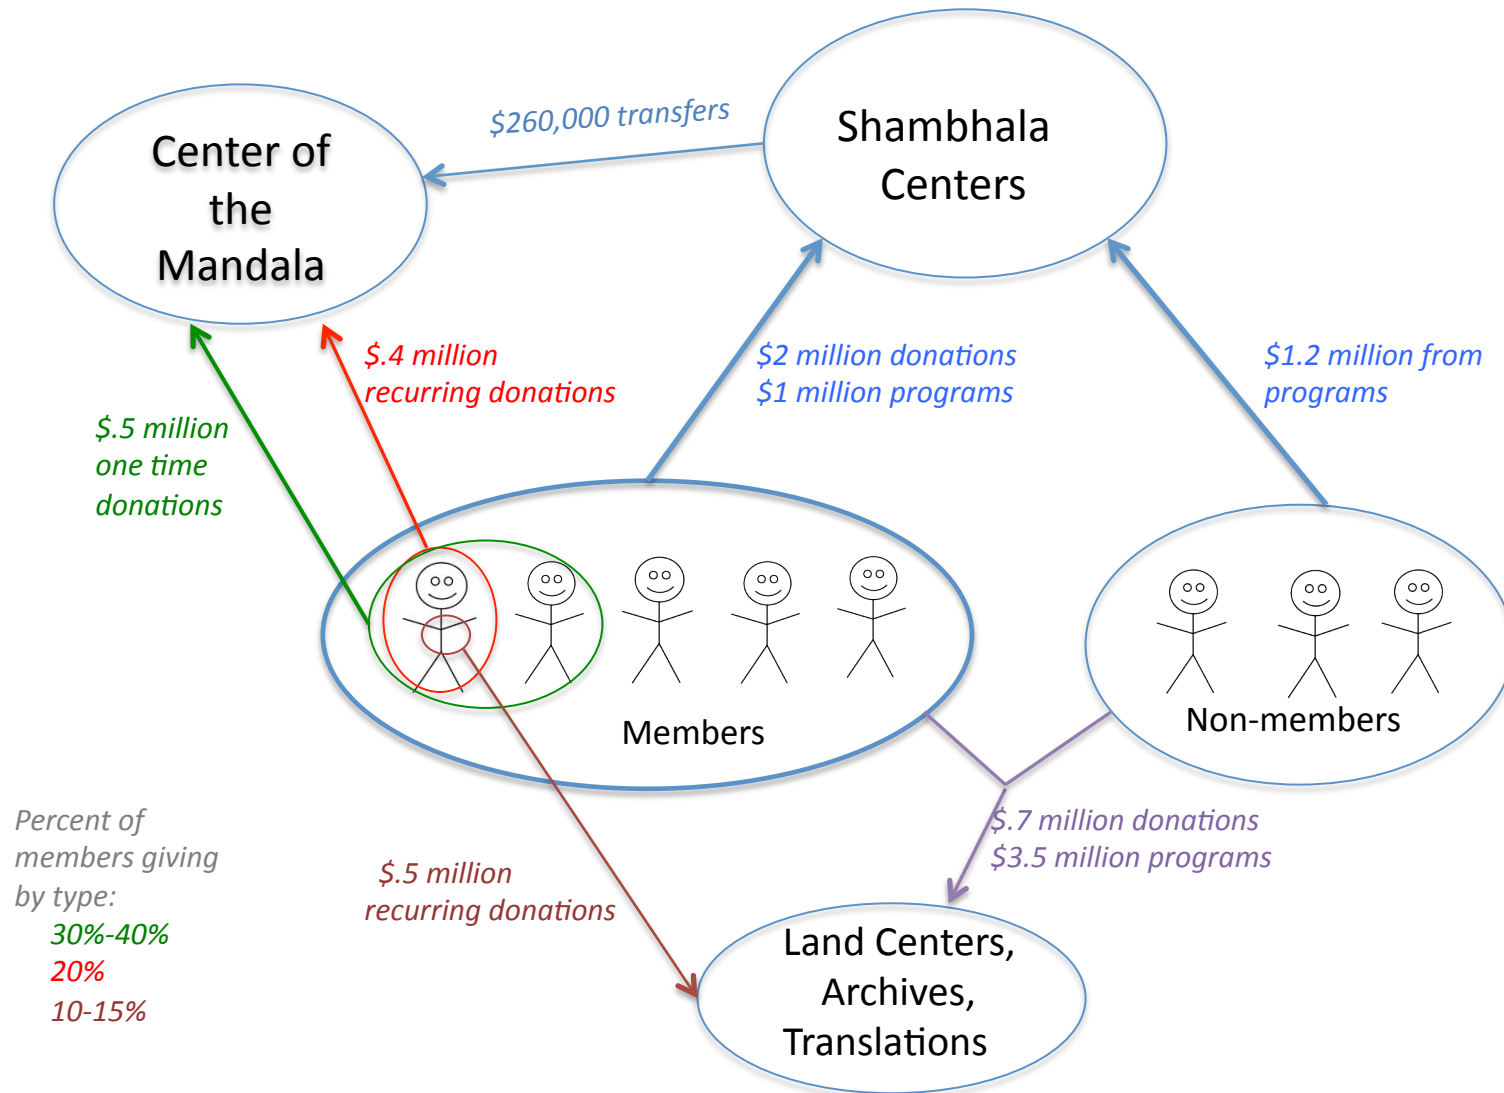 Center of
the
Mandala
$260,000 transfers
Shambhala
Centers
$.4 million
recurring donations
$2 million donations
$1 million programs
$1.2 million from
programs
$.5 million
one time
donations
Members
Non-members
Percent of
members giving
by type:
30%-40%
20%
10-15%
$.5 million
recurring donations
$.7 million donations
$3.5 million programs
Land Centers,
Archives,
Translations